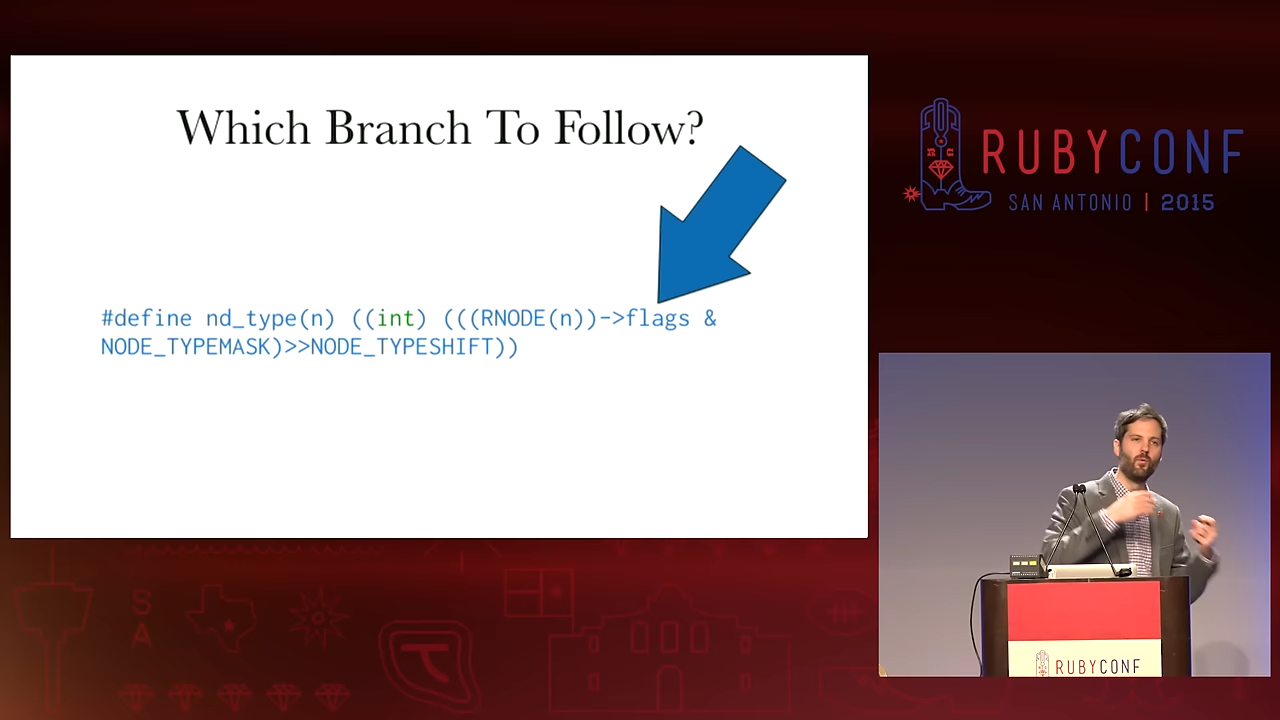 Which Branch To Follow?
#define nd_type(n) ((int) (((RNODE(n))->flags &
NODE_TYPEMASK)>>NODE_TYPESHIFT))
RUBYCONF
SAN ANTONIO | 2015
S
A
RUBYCONF